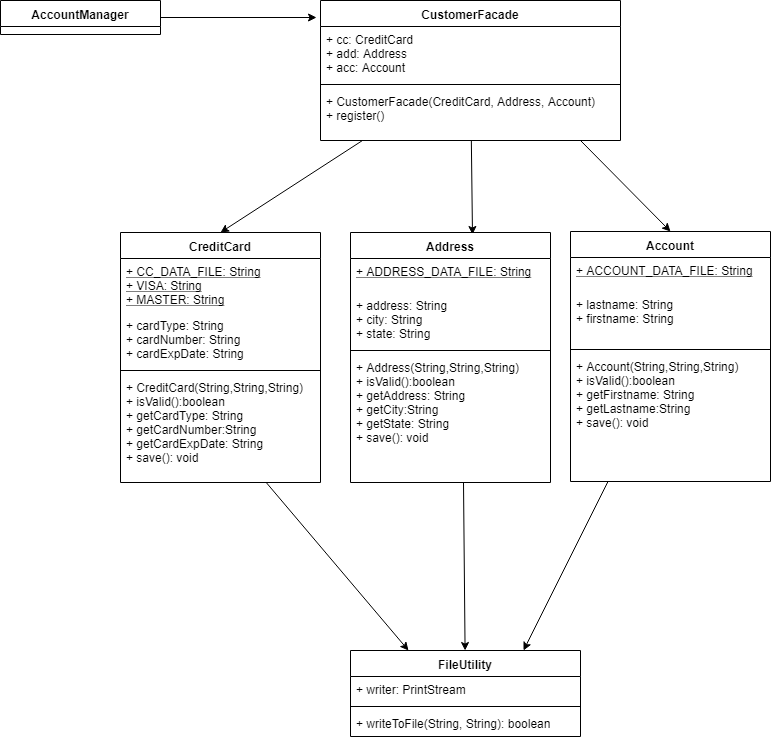 AccountManager
CustomerFacade
+ cc: CreditCard
+ add: Address
+ acc: Account
+ CustomerFacade(CreditCard, Address, Account)
+ register()
CreditCard
+ CC_DATA_FILE: String
+ VISA: String
+ MASTER: String
+ cardType: String
+ cardNumber: String
+ cardExpDate: String
+ CreditCard(String,String,String)
+ isValid():boolean
+ getCardType: String
+ getCardNumber:String
+ getCardExpDate: String
+ save(): void
Address
+ ADDRESS_DATA_FILE: String
+ address: String
+ city: String
+ state: String
+ Address(String,String,String)
+ isValid():boolean
+ getAddress: String
+ getCity:String
+ getState: String
+ save(): void
Account
+ ACCOUNT_DATA_FILE: String
+ lastname: String
+ firstname: String
+ Account(String,String,String)
+ isValid():boolean
+ getFirstname: String
+ getLastname:String
+ save(): void
FileUtility
+ writer: PrintStream
+ writeToFile(String, String): boolean